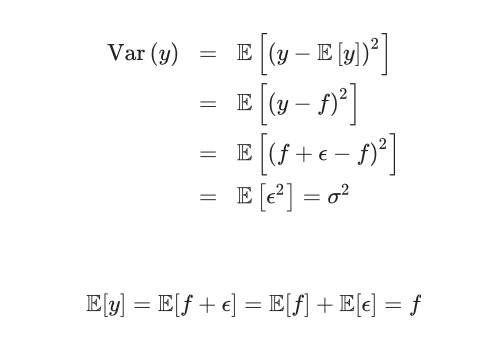 Var (y) = 𝔼 [(y − 𝔼 [y])²]
= 𝔼 [(y − f)²]
= 𝔼 [(f + ϵ − f)²]
= 𝔼 [ϵ²] = σ²
𝔼[y] = 𝔼[f + ϵ] = 𝔼[f] + 𝔼[ϵ] = f